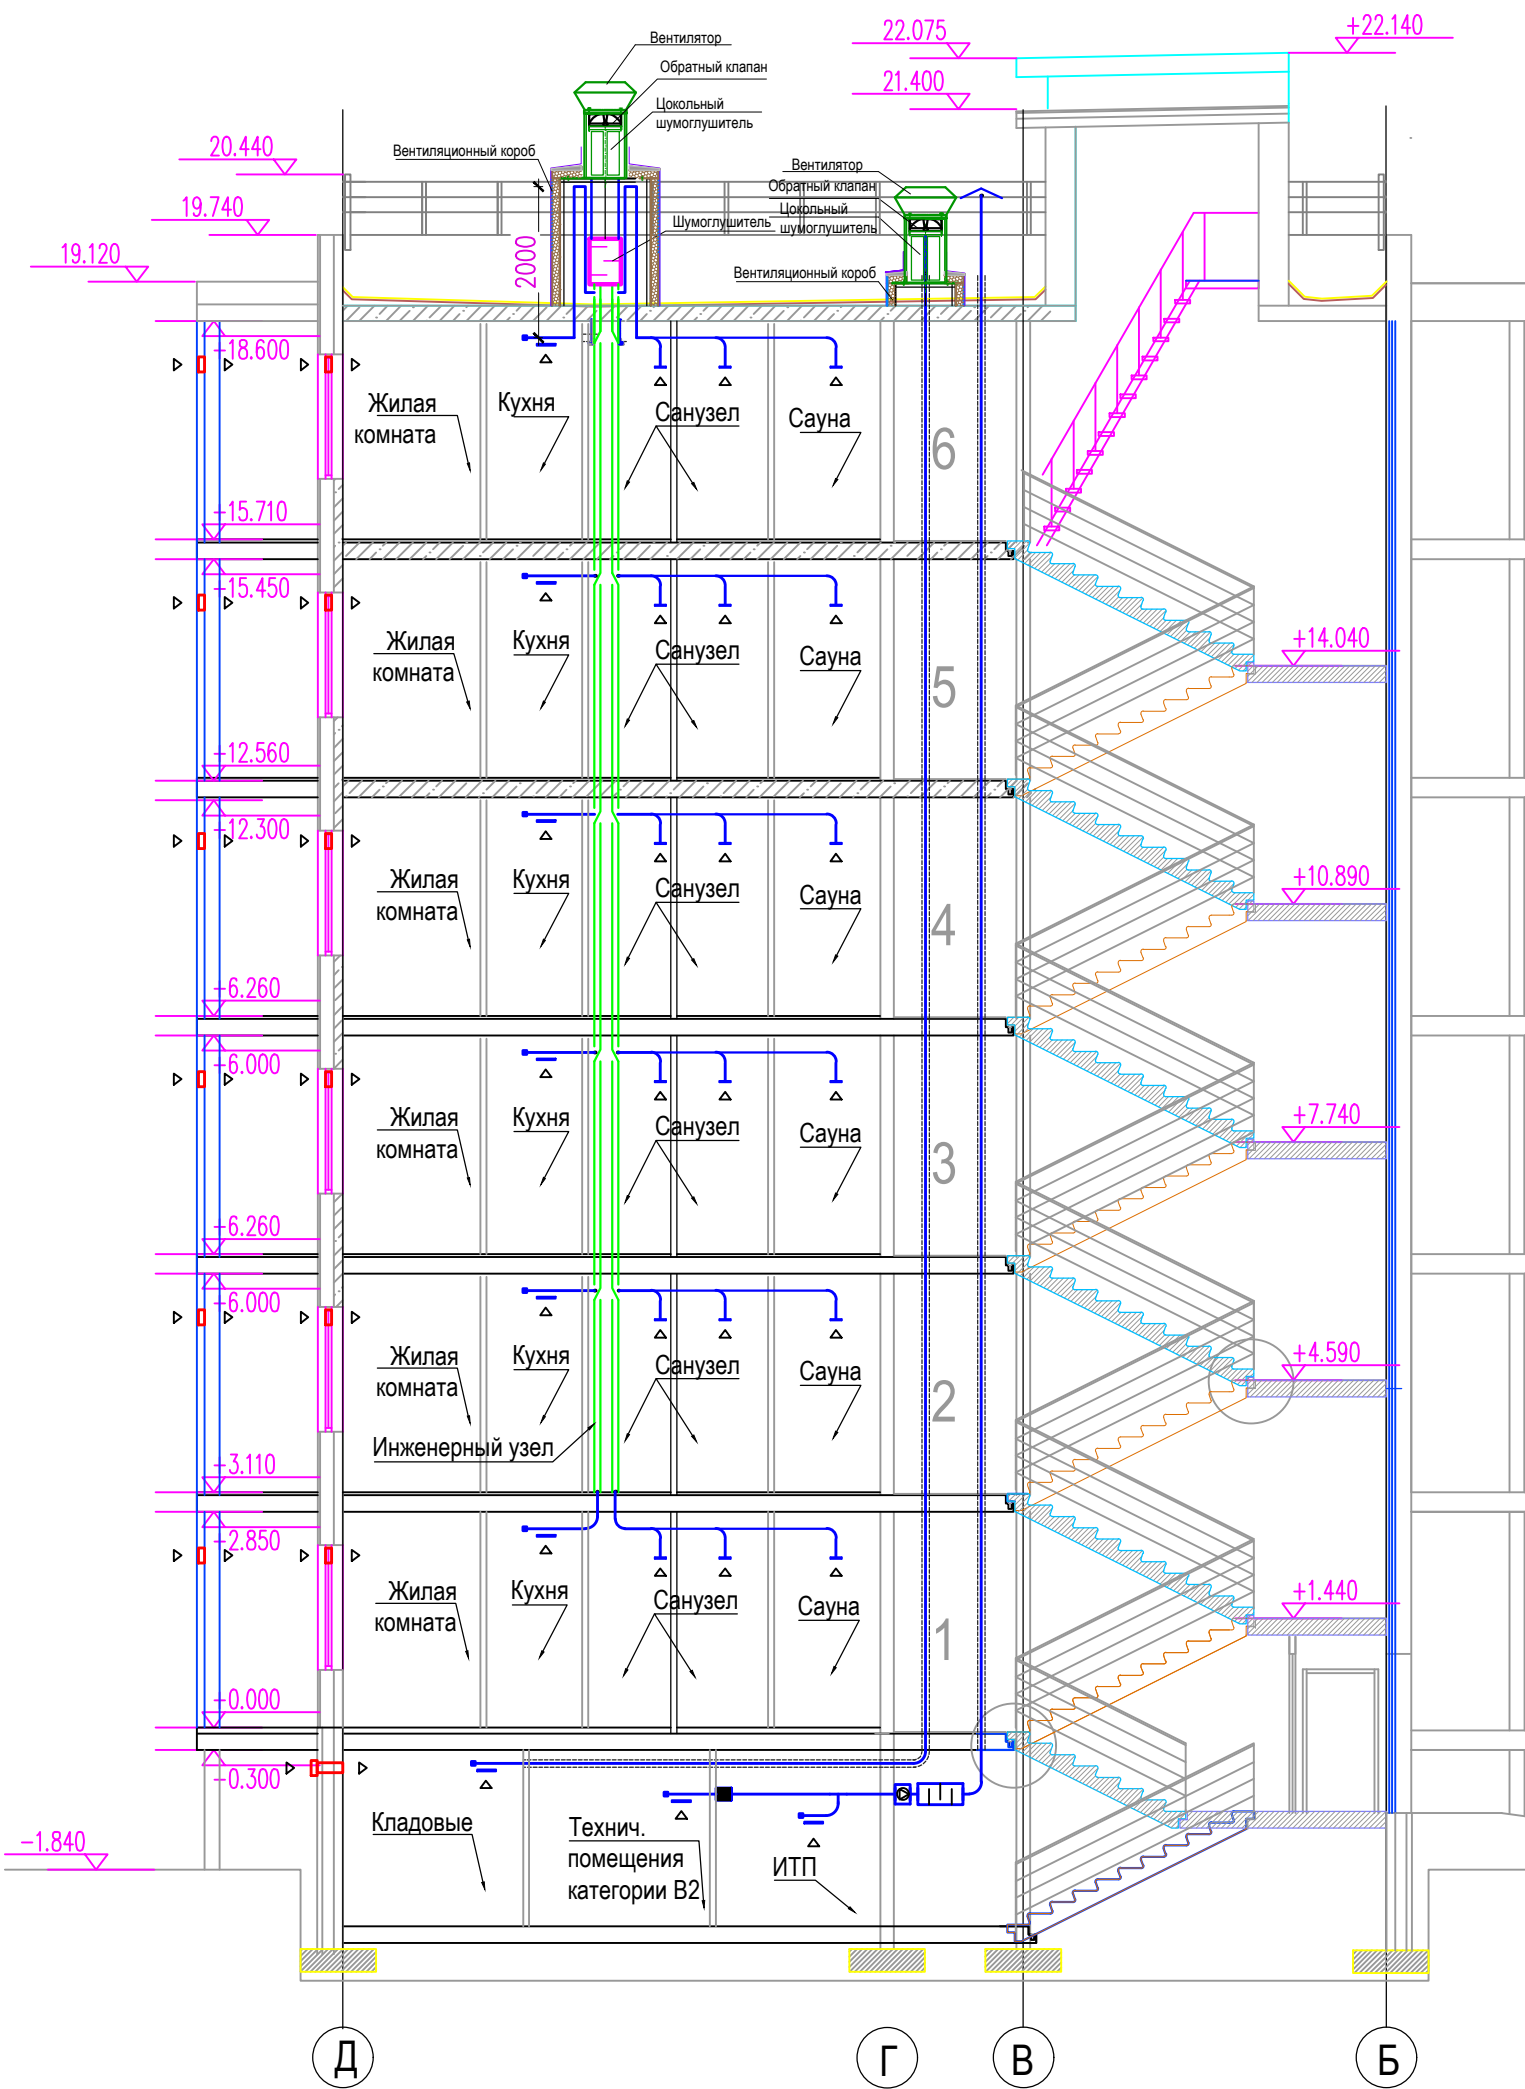 Вентилятор
Обратный клапан
Цокольный
шумоглушитель
Вентиляционный короб
Вентилятор
Обратный клапан
Цокольный
шумоглушитель
Шумоглушитель
Вентиляционный короб
22.075
+22.140
21.400
20.440
19.740
19.120
2000
+18.600
Жилая
комната
Кухня
Санузел
Сауна
6
+15.710
+15.450
Жилая
комната
Кухня
Санузел
Сауна
5
+14.040
+12.560
+12.300
Жилая
комната
Кухня
Санузел
Сауна
4
+10.890
+6.260
+6.000
Жилая
комната
Кухня
Санузел
Сауна
3
+7.740
+6.260
+6.000
Жилая
комната
Кухня
Санузел
Сауна
2
+4.590
Инженерный узел
+3.110
+2.850
Жилая
комната
Кухня
Санузел
Сауна
1
+1.440
+0.000
-0.300
Кладовые
Технич.
помещения
категории В2
ИТП
-1.840
Д
Г
В
Б